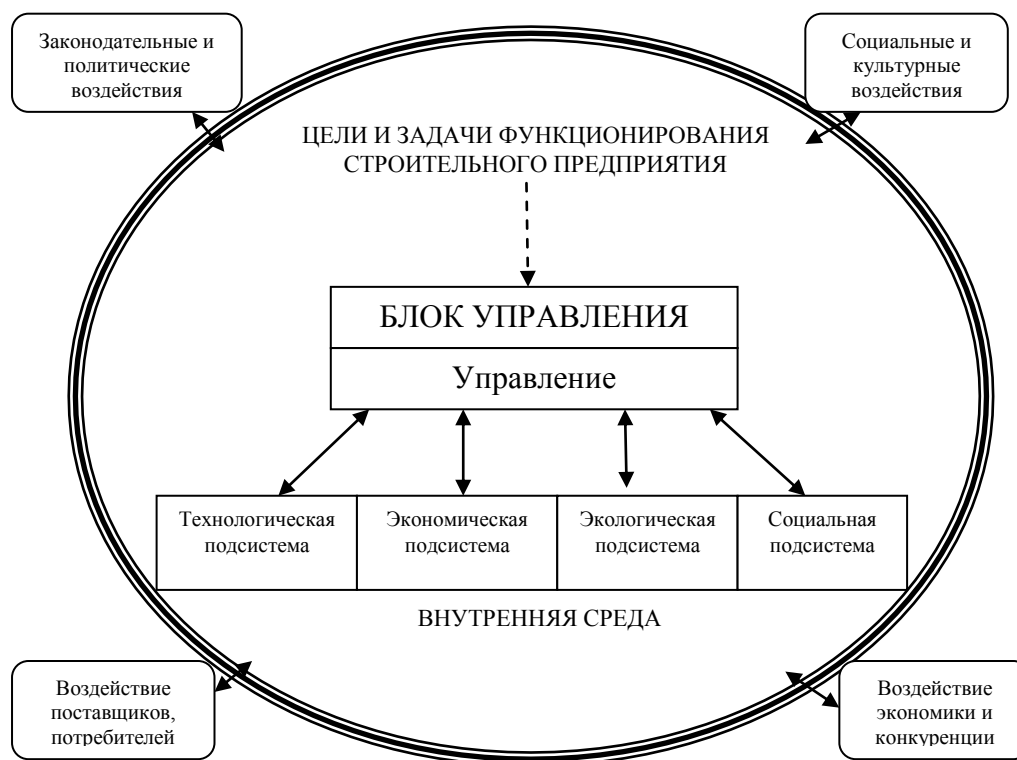 Законодательные и
политические
воздействия
Социальные и
культурные
воздействия
ЦЕЛИ И ЗАДАЧИ ФУНКЦИОНИРОВАНИЯ
СТРОИТЕЛЬНОГО ПРЕДПРИЯТИЯ
БЛОК УПРАВЛЕНИЯ
Управление
Технологическая
подсистема
Экономическая
подсистема
Экологическая
подсистема
Социальная
подсистема
ВНУТРЕННЯЯ СРЕДА
Воздействие
поставщиков,
потребителей
Воздействие
экономики и
конкуренции